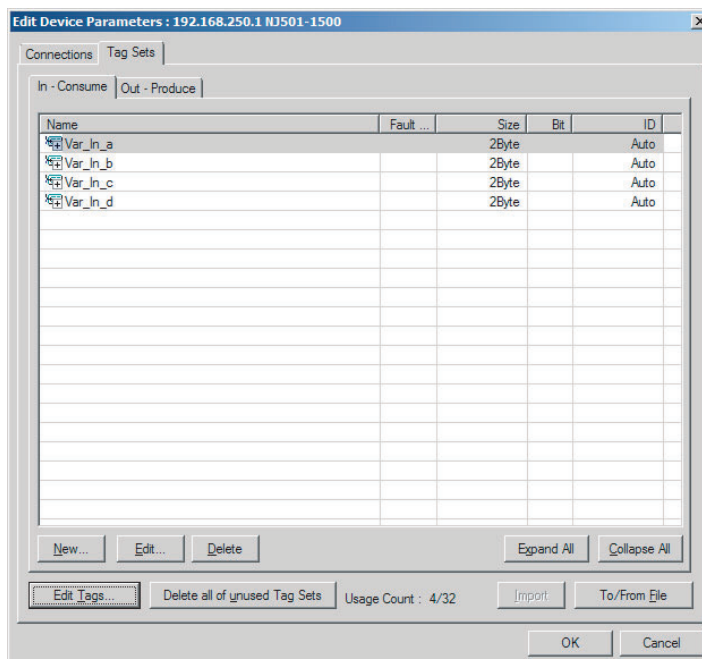 Edit Device Parameters : 192.168.250.1 NJ501-1500
Connections Tag Sets
In - Consume Out - Produce
Name Fault ... Size Bit ID
Var_In_a 2Byte Auto
Var_In_b 2Byte Auto
Var_In_c 2Byte Auto
Var_In_d 2Byte Auto
New... Edit... Delete Expand All Collapse All
Edit Tags... Delete all of unused Tag Sets Usage Count : 4/32 Import To/From File
OK Cancel